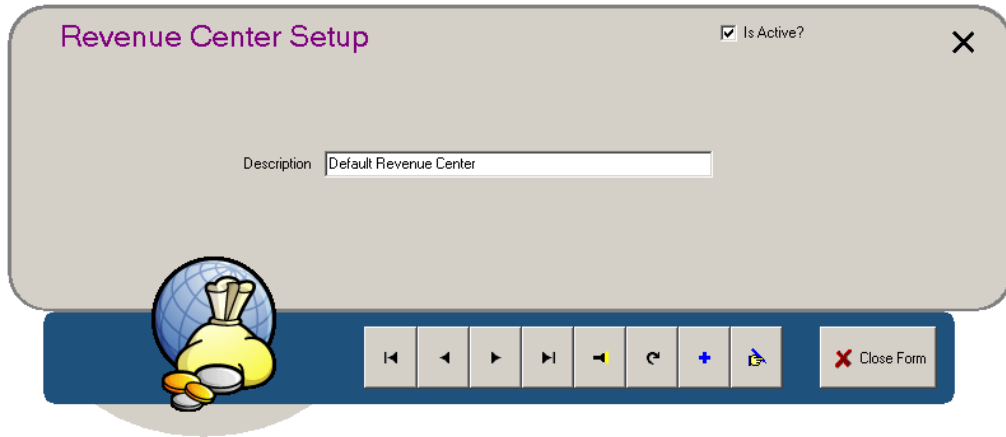 Revenue Center Setup
Is Active?
Description
Default Revenue Center
Close Form